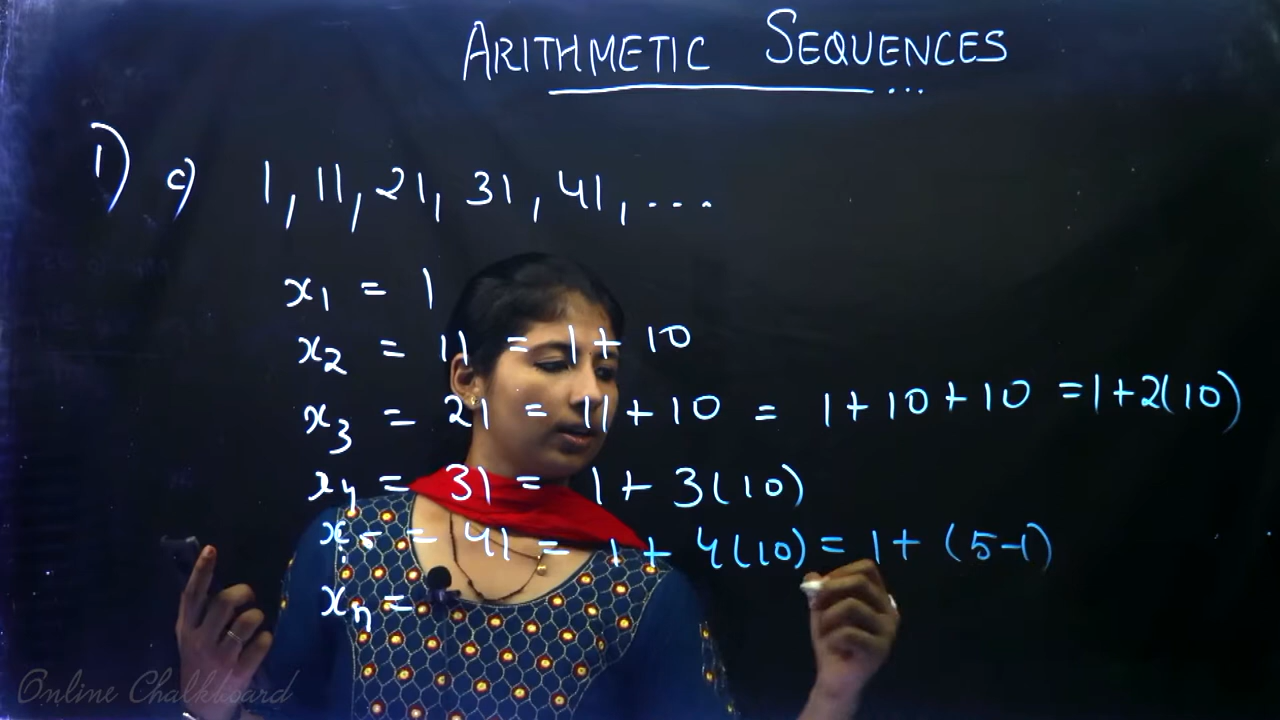 ARITHMETIC SEQUENCES ...
1) c) 1, 11, 21, 31, 41, ...
x1 = 1
x2 = 11 = 1 + 10
x3 = 21 = 11 + 10 = 1 + 10 + 10 = 1 + 2(10)
x4 = 31 = 1 + 3(10)
x5 = 41 = 1 + 4(10) = 1 + (5-1)
xn =
Online Chalkboard